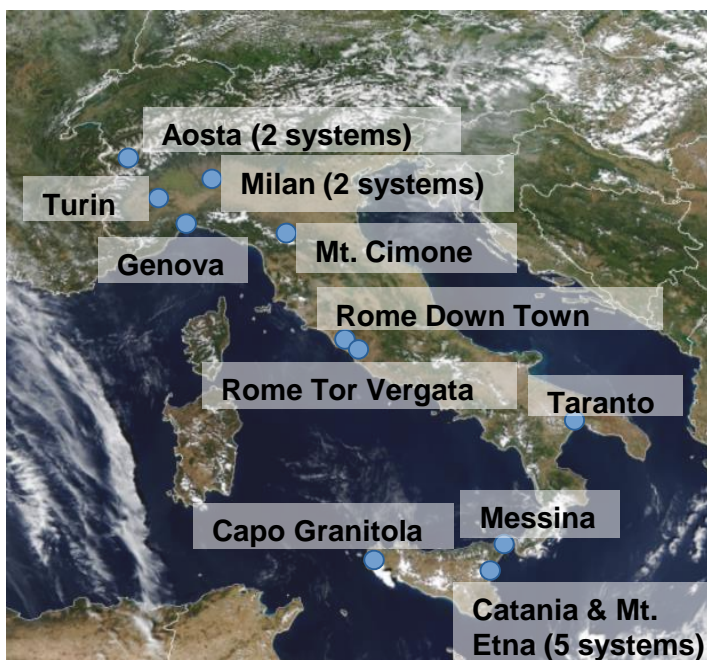 Aosta (2 systems)
Milan (2 systems)
Turin
Genova
Mt. Cimone
Rome Down Town
Rome Tor Vergata
Taranto
Capo Granitola
Messina
Catania & Mt.
Etna (5 systems)